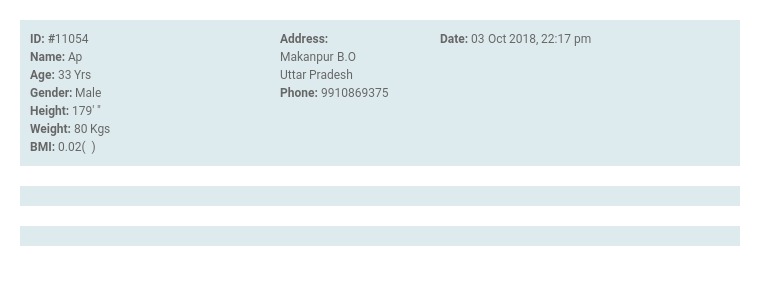 ID: #11054
Name: Ap
Age: 33 Yrs
Gender: Male
Height: 179' "
Weight: 80 Kgs
BMI: 0.02( )
Address:
Makanpur B.O
Uttar Pradesh
Phone: 9910869375
Date: 03 Oct 2018, 22:17 pm